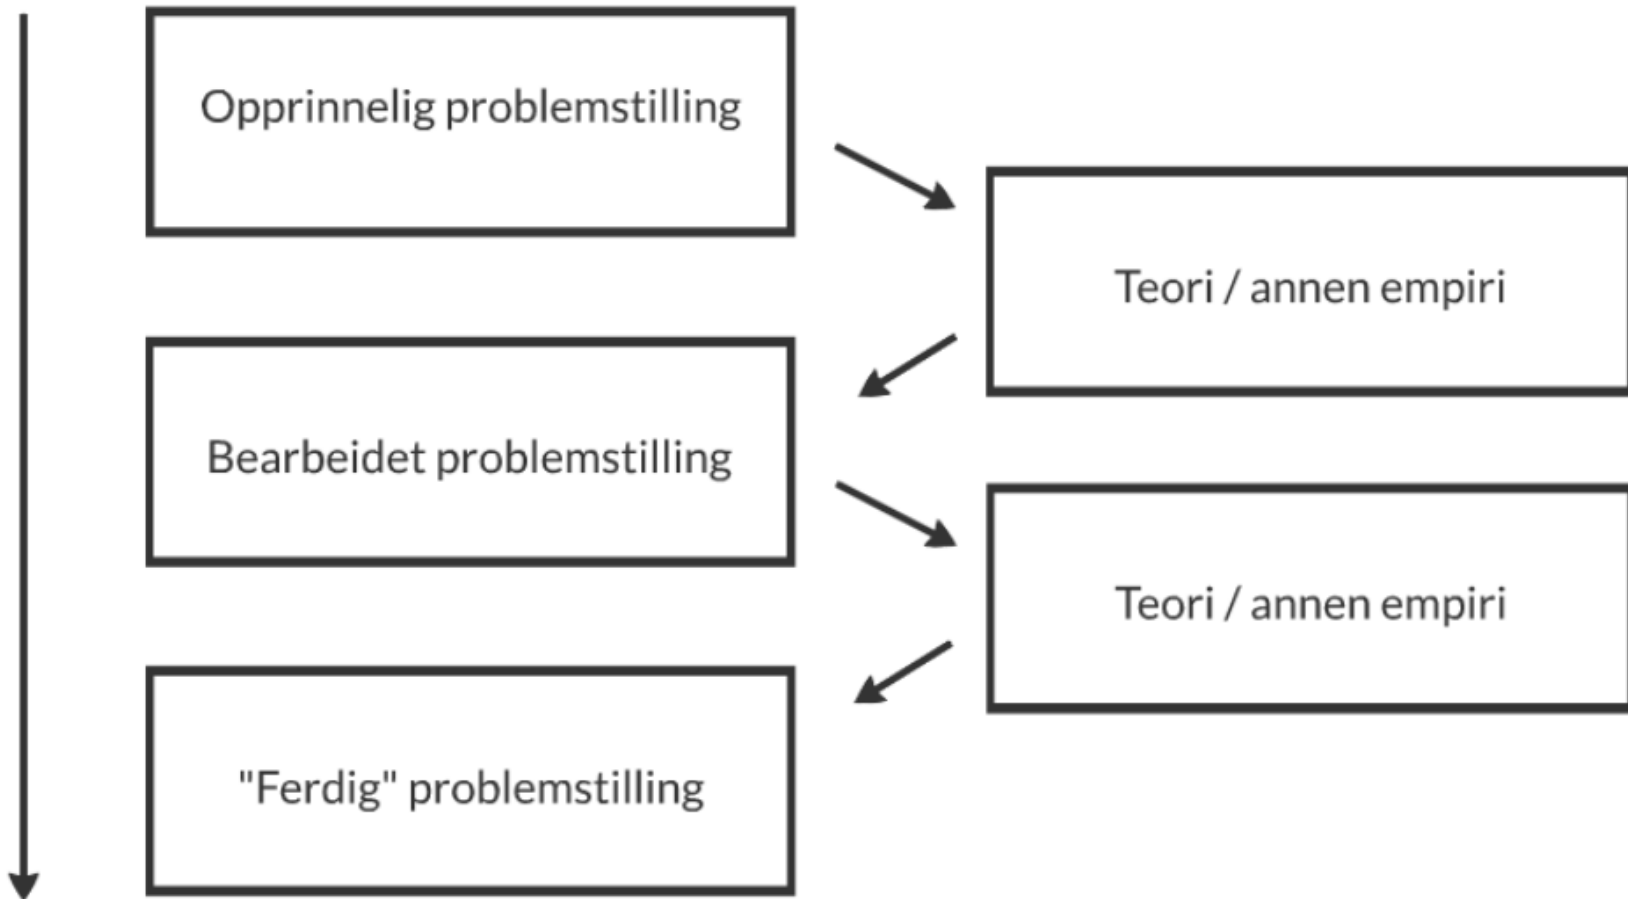 Opprinnelig problemstilling
Teori / annen empiri
Bearbeidet problemstilling
Teori / annen empiri
"Ferdig" problemstilling